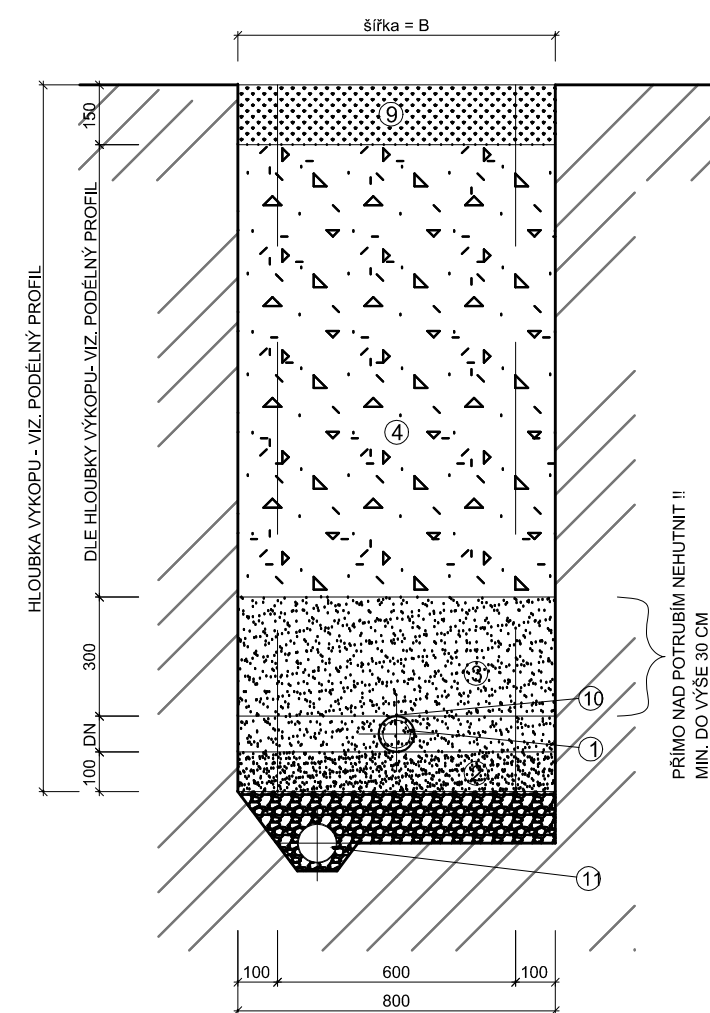 šířka = B
150
9
HLOUBKA VÝKOPU - VIZ. PODÉLNÝ PROFIL
DLE HLOUBKY VÝKOPU- VIZ. PODÉLNÝ PROFIL
4
300
3
PŘÍMO NAD POTRUBÍM NEHUTNIT !!
MIN. DO VÝŠE 30 CM
10
DN
1
100
2
11
100
600
100
800